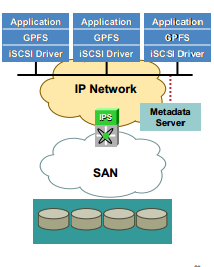 Application Application Application
GPFS GPFS GPFS
iSCSI Driver iSCSI Driver iSCSI Driver
IP Network
IPS
Metadata
Server
SAN